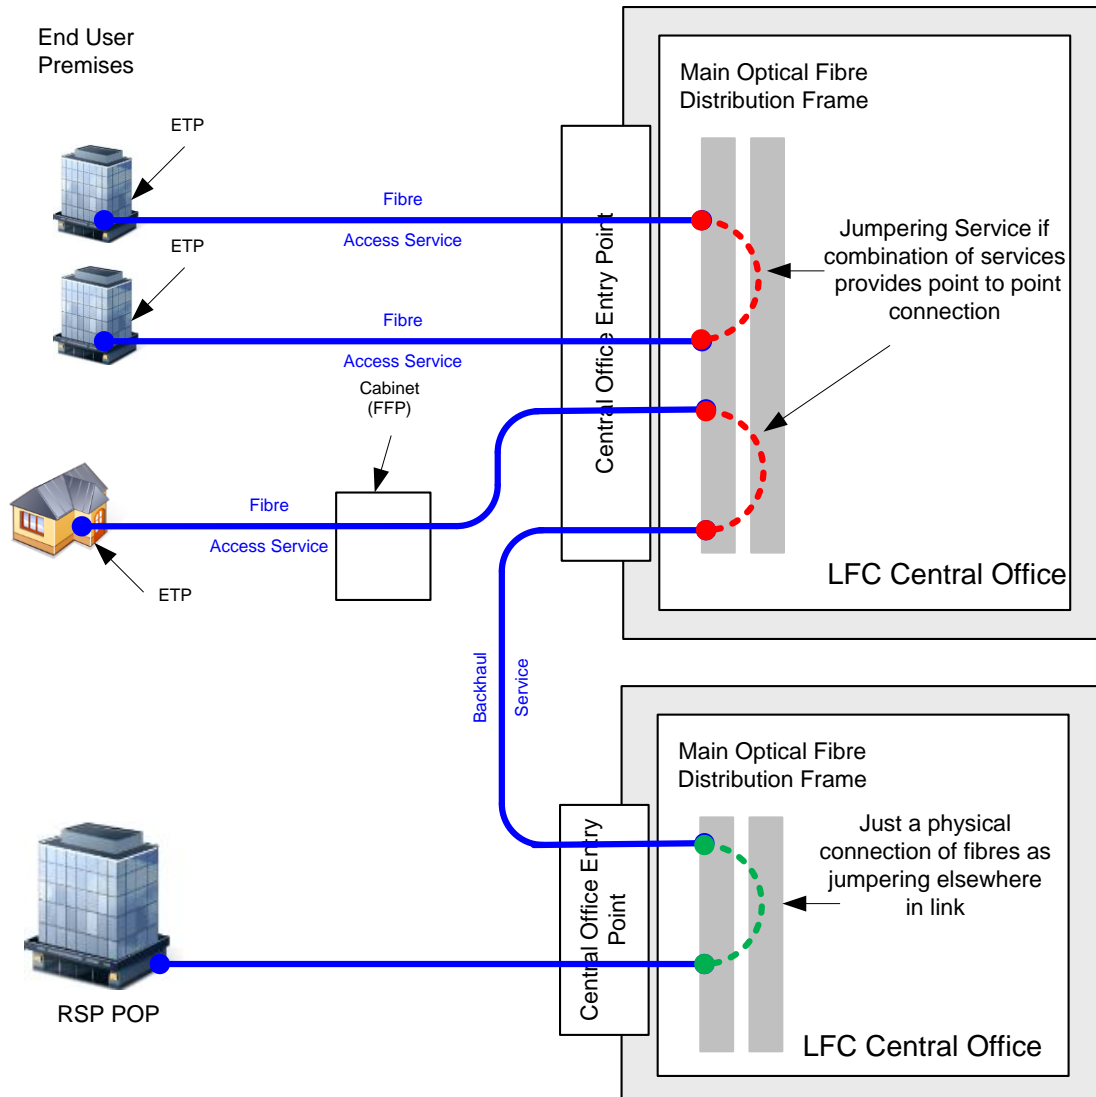 End User
Premises
Main Optical Fibre
Distribution Frame
ETP
Fibre
Access Service
Jumpering Service if
combination of services
provides point to point
connection
ETP
Fibre
Access Service
Central Office Entry Point
Cabinet
(FFP)
Fibre
Access Service
ETP
LFC Central Office
Backhaul
Service
Main Optical Fibre
Distribution Frame
Just a physical
connection of fibres as
jumpering elsewhere
in link
Central Office Entry
Point
RSP POP
LFC Central Office